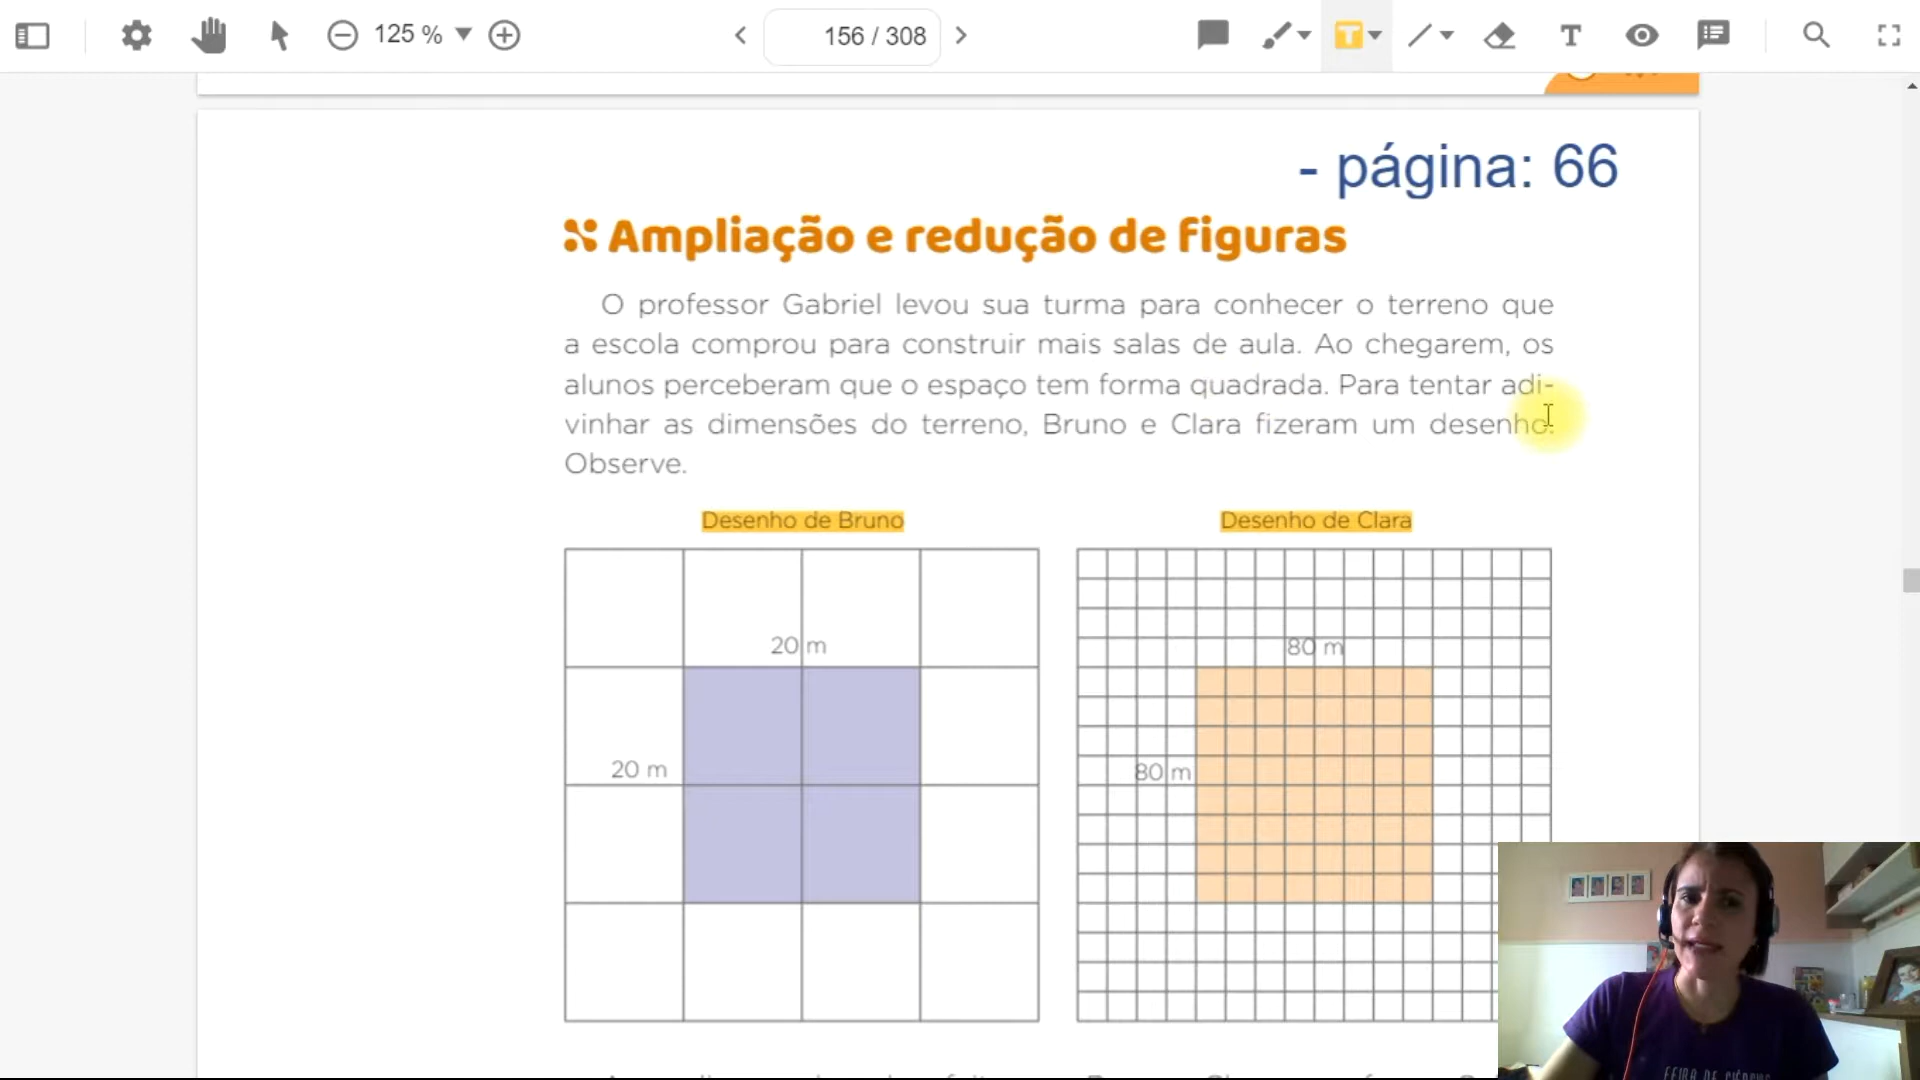 125 %
156 / 308
- página: 66
Ampliação e redução de figuras
O professor Gabriel levou sua turma para conhecer o terreno que
a escola comprou para construir mais salas de aula. Ao chegarem, os
alunos perceberam que o espaço tem forma quadrada. Para tentar adi-
vinhar as dimensões do terreno, Bruno e Clara fizeram um desenho.
Observe.
Desenho de Bruno
Desenho de Clara
20 m
80 m
20 m
80 m